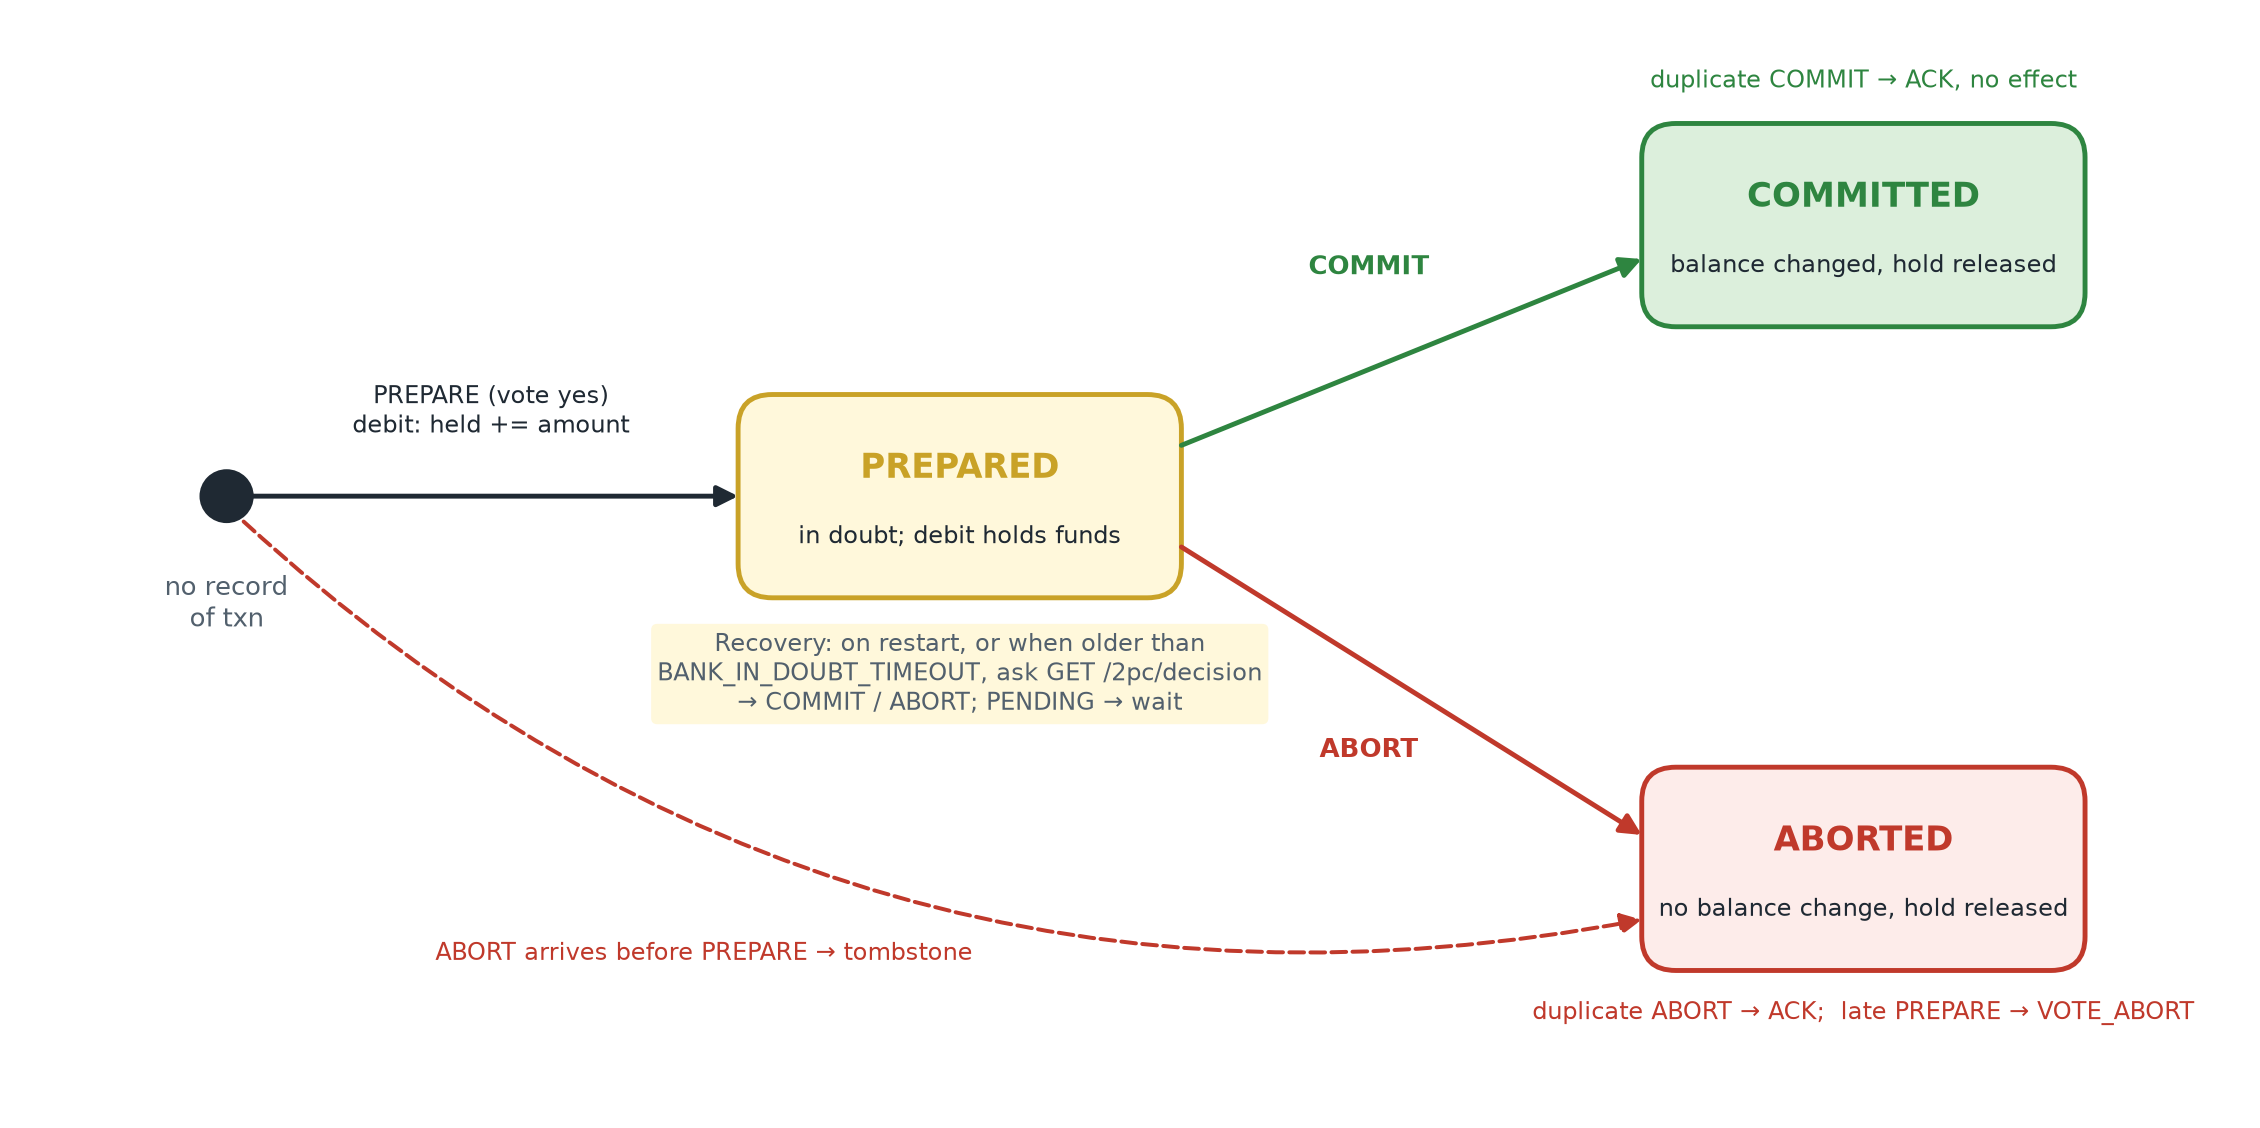 duplicate COMMIT → ACK, no effect
COMMITTED
balance changed, hold released
COMMIT
PREPARE (vote yes)
debit: held += amount
PREPARED
in doubt; debit holds funds
no record
of txn
Recovery: on restart, or when older than
BANK_IN_DOUBT_TIMEOUT, ask GET /2pc/decision
→ COMMIT / ABORT; PENDING → wait
ABORT
ABORTED
no balance change, hold released
ABORT arrives before PREPARE → tombstone
duplicate ABORT → ACK;  late PREPARE → VOTE_ABORT